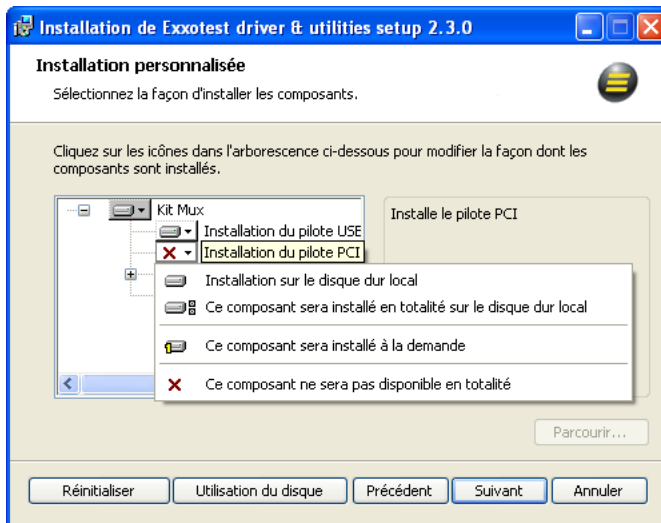 Installation de Exxotest driver & utilities setup 2.3.0
Installation personnalisée
Sélectionnez la façon d'installer les composants.
Cliquez sur les icônes dans l'arborescence ci-dessous pour modifier la façon dont les
composants sont installés.
Kit Mux
Installation du pilote USE
Installation du pilote PCI
Installe le pilote PCI
Installation sur le disque dur local
Ce composant sera installé en totalité sur le disque dur local
Ce composant sera installé à la demande
Ce composant ne sera pas disponible en totalité
Parcourir...
Réinitialiser
Utilisation du disque
Précédent
Suivant
Annuler